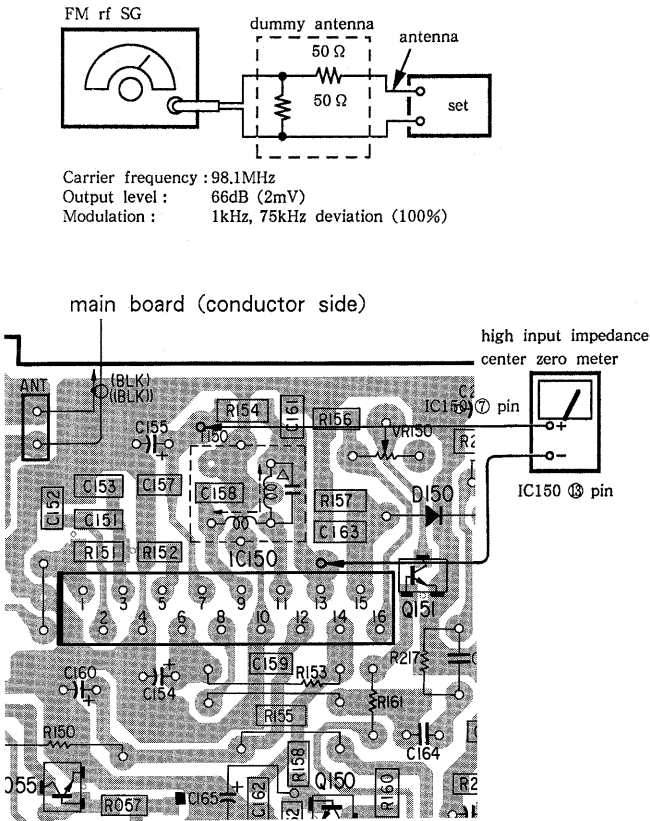 FM rf SG
dummy antenna
antenna
50 Ω
50 Ω
set
Carrier frequency : 98.1MHz
Output level : 66dB (2mV)
Modulation : 1kHz, 75kHz deviation (100%)
main board (conductor side)
high input impedance
center zero meter
ANT
(BLK)
((BLK))
R154
C161
R156
IC150 ⑦ pin
C155
T150
VR150
+
−
IC150 ⑬ pin
C152
C153
C157
C158
R157
D150
C151
C163
R151
R152
IC150
Q151
1 3 5 7 9 11 13 15
2 4 6 8 10 12 14 16
C160
C154
C159
R153
R217
R161
R155
R150
C164
R158
Q150
R160
R057
C165
C162